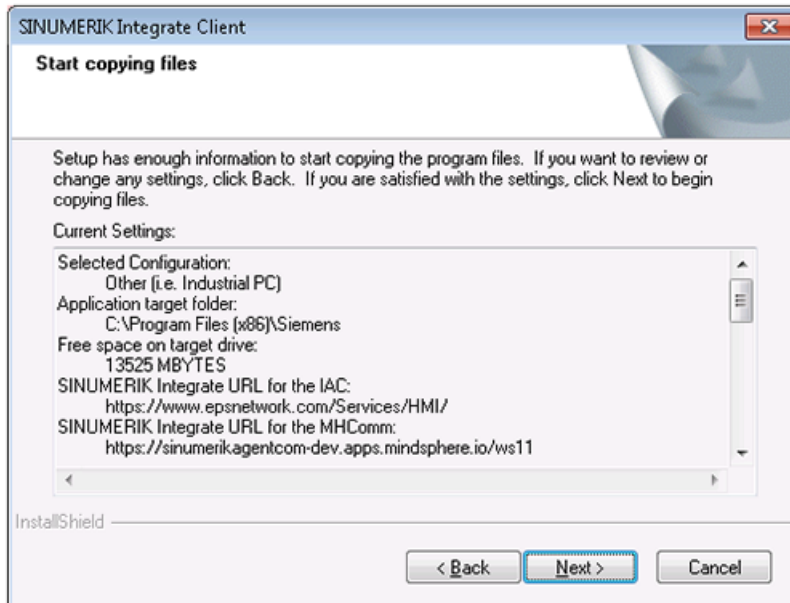 SINUMERIK Integrate Client
Start copying files
Setup has enough information to start copying the program files. If you want to review or
change any settings, click Back. If you are satisfied with the settings, click Next to begin
copying files.
Current Settings:
Selected Configuration:
Other (i.e. Industrial PC)
Application target folder:
C:\Program Files (x86)\Siemens
Free space on target drive:
13525 MBYTES
SINUMERIK Integrate URL for the IAC:
https://www.epsnetwork.com/Services/HMI/
SINUMERIK Integrate URL for the MHComm:
https://sinumerikagentcom-dev.apps.mindsphere.io/ws11
InstallShield
< Back Next > Cancel